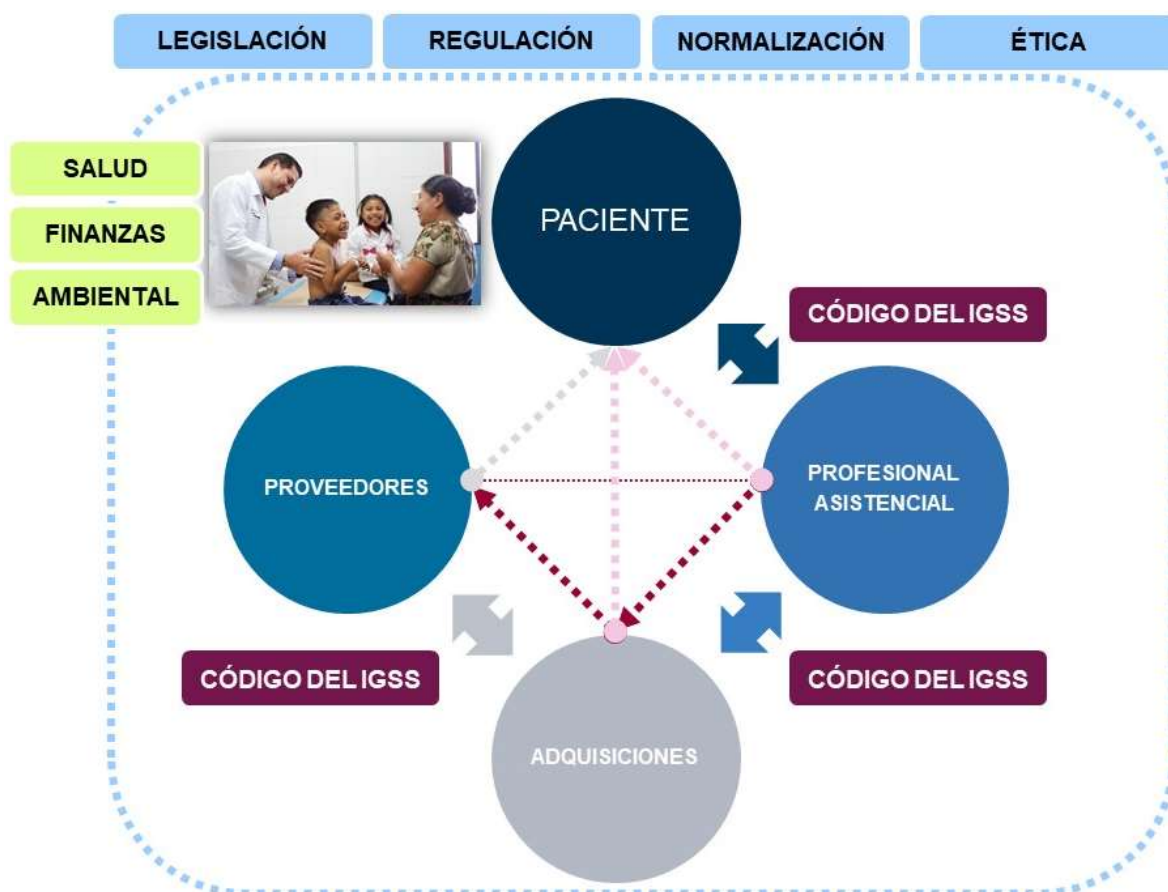 LEGISLACIÓN
REGULACIÓN
NORMALIZACIÓN
ÉTICA
SALUD
FINANZAS
AMBIENTAL
PACIENTE
CÓDIGO DEL IGSS
PROVEEDORES
PROFESIONAL
ASISTENCIAL
CÓDIGO DEL IGSS
CÓDIGO DEL IGSS
ADQUISICIONES